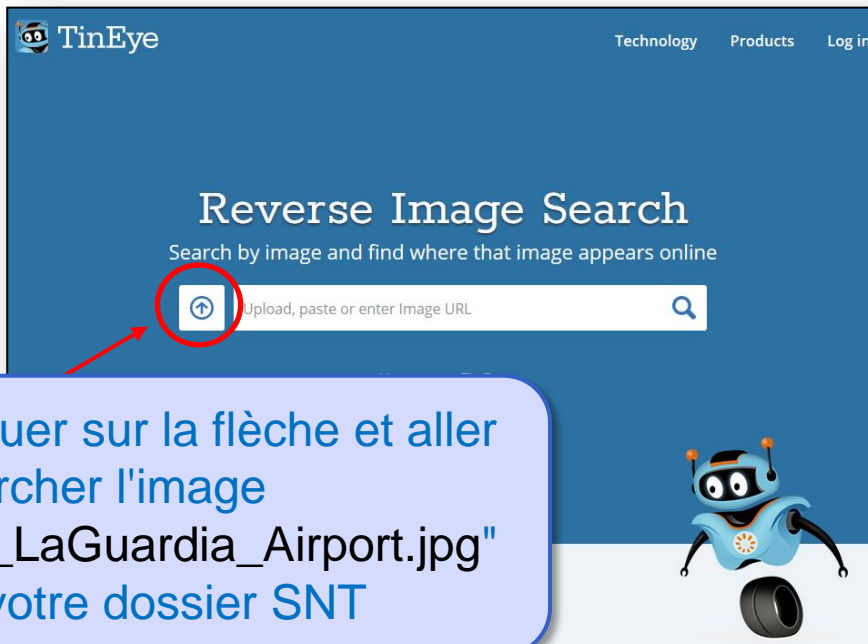 TinEye
Technology Products Log in
Reverse Image Search
Search by image and find where that image appears online
Upload, paste or enter Image URL
uer sur la flèche et aller
rcher l'image
_LaGuardia_Airport.jpg"
votre dossier SNT